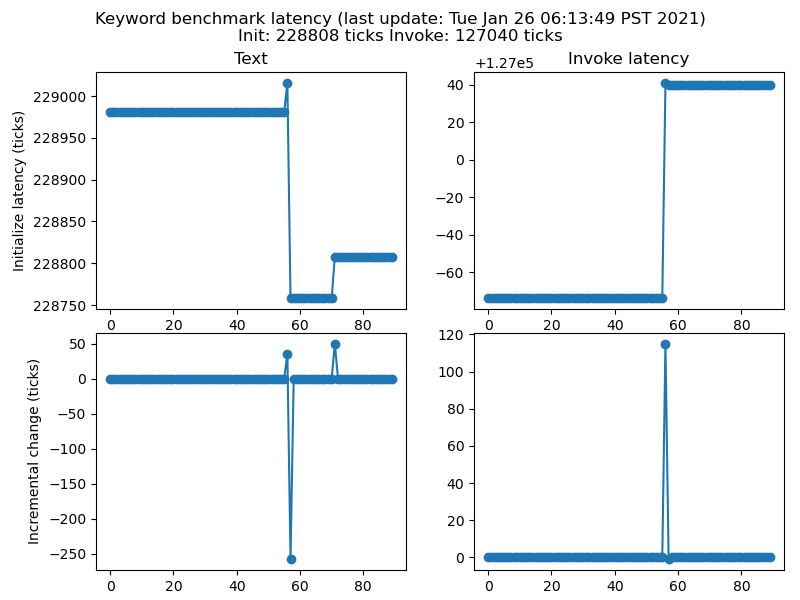 Keyword benchmark latency (last update: Tue Jan 26 06:13:49 PST 2021)
Init: 228808 ticks Invoke: 127040 ticks
Text
Invoke latency
+1.27e5
Initialize latency (ticks)
229000
228950
228900
228850
228800
228750
0 20 40 60 80
40
20
0
−20
−40
−60
0 20 40 60 80
Incremental change (ticks)
50
0
−50
−100
−150
−200
−250
0 20 40 60 80
120
100
80
60
40
20
0
0 20 40 60 80